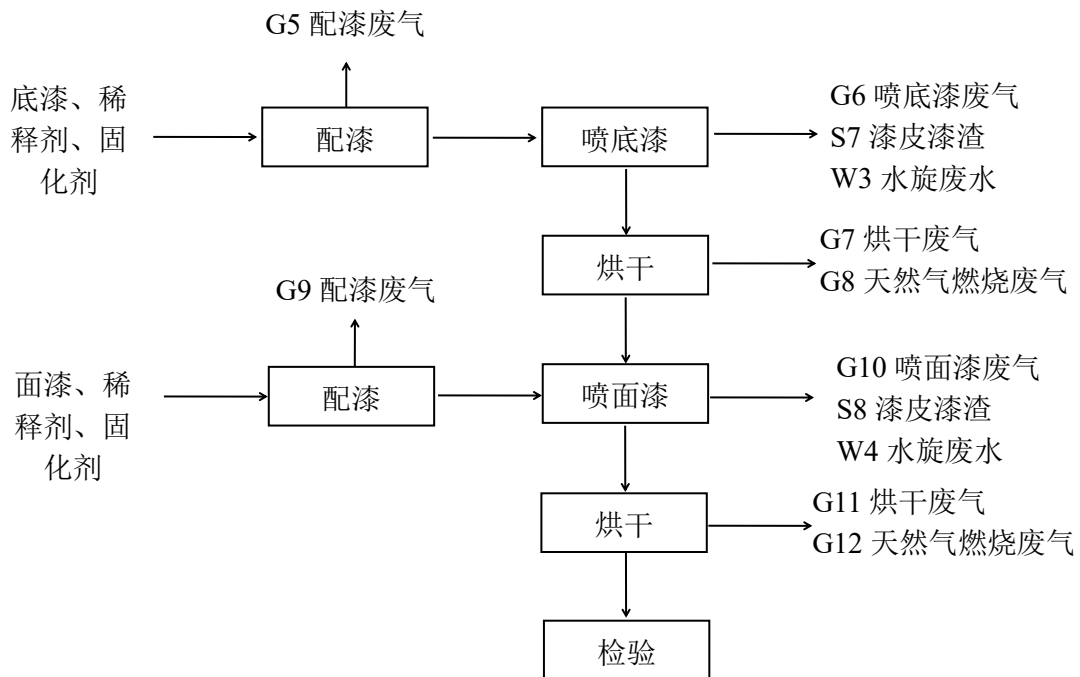 G5 配漆废气
底漆、稀
释剂、固
化剂
配漆
喷底漆
G6 喷底漆废气
S7 漆皮漆渣
W3 水旋废水
烘干
G7 烘干废气
G8 天然气燃烧废气
G9 配漆废气
面漆、稀
释剂、固
化剂
配漆
喷面漆
G10 喷面漆废气
S8 漆皮漆渣
W4 水旋废水
烘干
G11 烘干废气
G12 天然气燃烧废气
检验